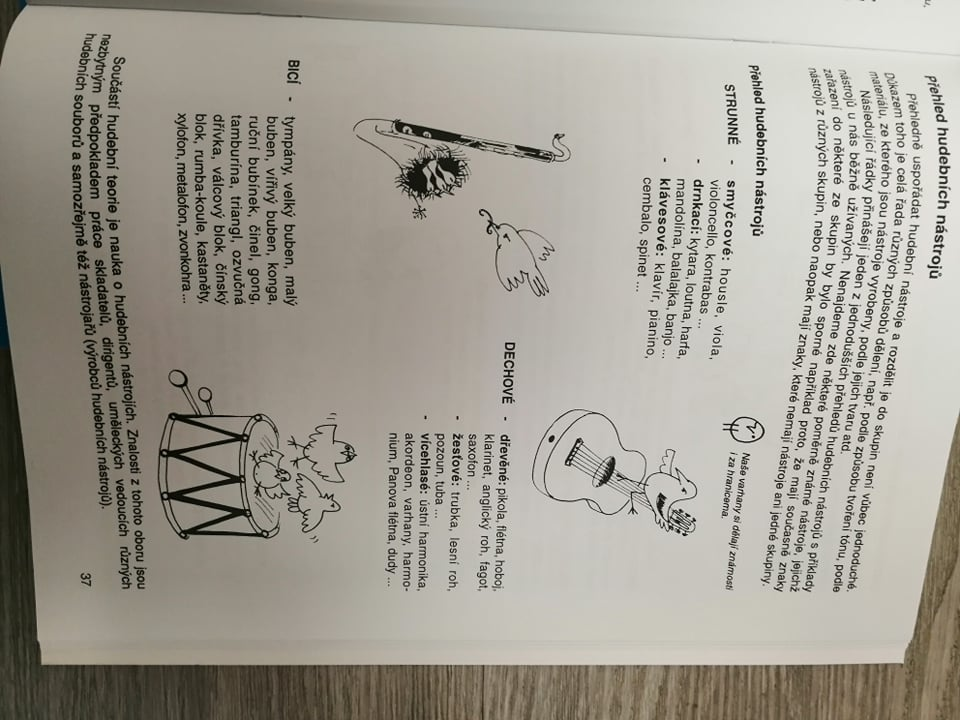 Přehled hudebních nástrojů
Přehledně uspořádat hudební nástroje a rozdělit je do skupin není vůbec jednoduché.
Důkazem toho je celá řada různých způsobů dělení, např. podle způsobu tvoření tónu, podle
materiálu, ze kterého jsou nástroje vyrobeny, podle jejich tvaru atd.
Následující řádky přinášejí jeden z jednodušších přehledů hudebních nástrojů s příklady
nástrojů u nás běžně užívaných. Nenajdeme zde některé poměrně známé nástroje, jejichž
zařazení do některé ze skupin by bylo sporné například proto, že mají současně znaky
nástrojů z různých skupin, nebo naopak mají znaky, které nemají nástroje ani jedné skupiny.
Přehled hudebních nástrojů
Naše varhany si dělají známosti
i za hranicema.
STRUNNÉ - smyčcové: housle, viola,
violoncello, kontrabas ...
- drnkací: kytara, loutna, harfa,
mandolína, balalajka, banjo ...
- klávesové: klavír, pianino,
cembalo, spinet ...
DECHOVÉ - dřevěné: pikola, flétna, hoboj,
klarinet, anglický roh, fagot,
saxofon ...
- žesťové: trubka, lesní roh,
pozoun, tuba ...
- vícehlasé: ústní harmonika,
akordeon, varhany, harmo-
nium, Panova flétna, dudy ...
BICÍ - tympány, velký buben, malý
buben, vířivý buben, konga,
ruční bubínek, činel, gong,
tamburína, triangl, ozvučná
dřívka, válcový blok, čínský
blok, rumba-koule, kastaněty,
xylofon, metalofon, zvonkohra ...
Součástí hudební teorie je nauka o hudebních nástrojích. Znalosti z tohoto oboru jsou
nezbytným předpokladem práce skladatelů, dirigentů, uměleckých vedoucích různých
hudebních souborů a samozřejmě též nástrojařů (výrobců hudebních nástrojů).
37